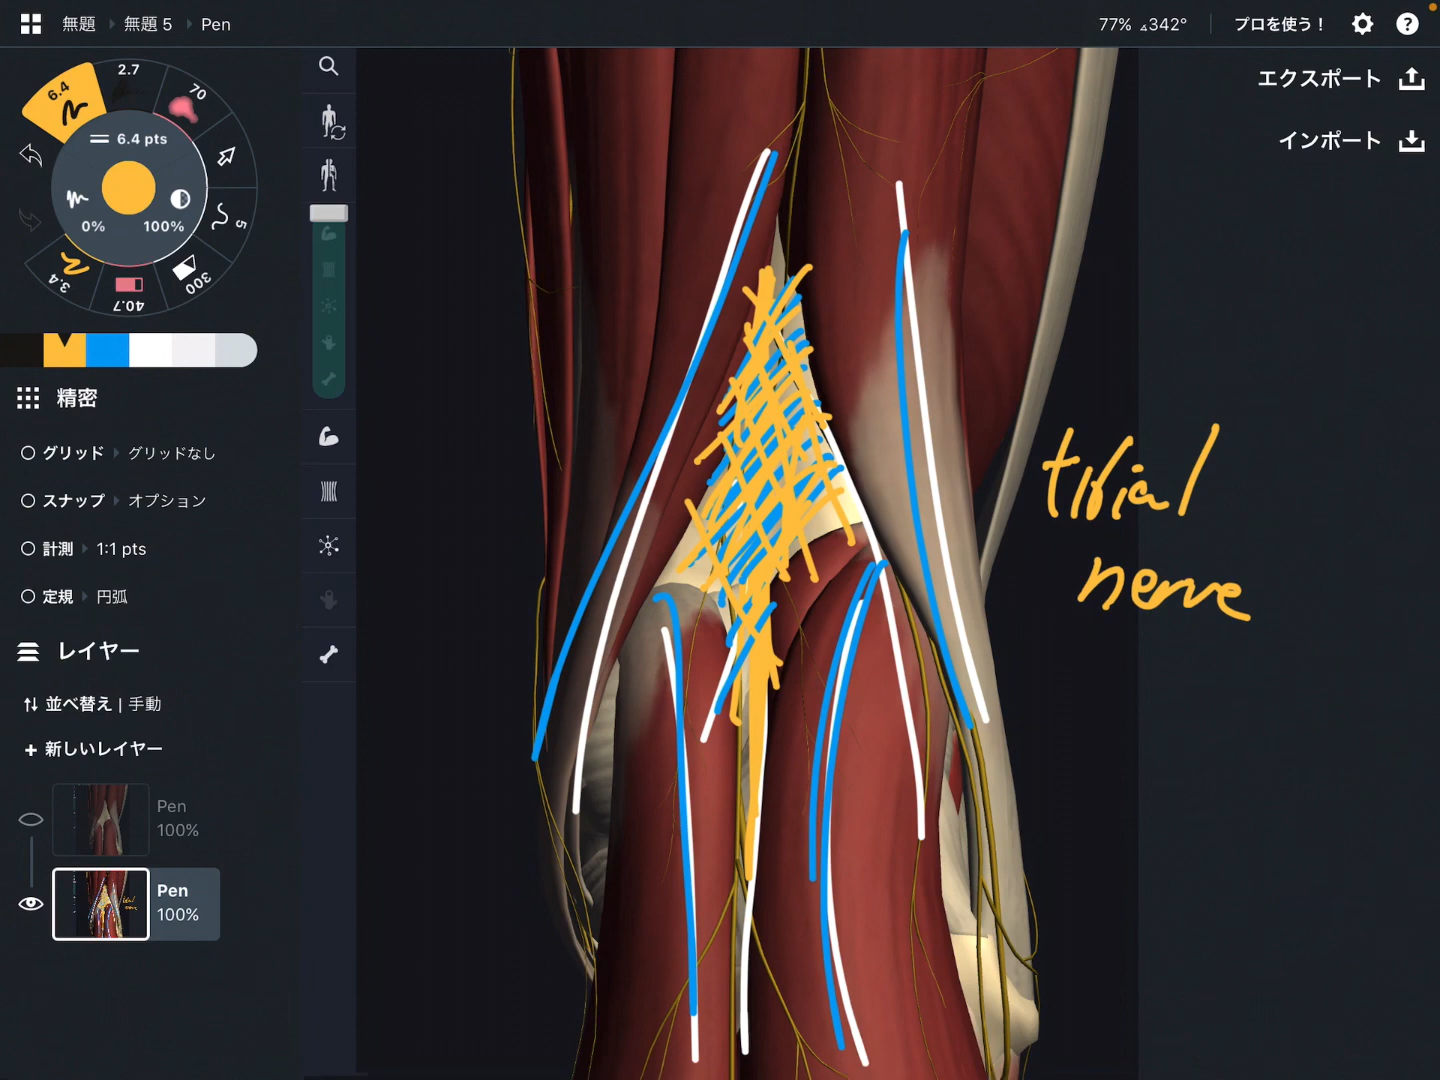 無題 無題 5 Pen
77% ⊿342°
プロを使う！
エクスポート
インポート
2.7
6.4
70
6.4 pts
0% 100%
5
3.4
40.7
300
精密
グリッド グリッドなし
スナップ オプション
計測 1:1 pts
定規 円弧
レイヤー
並べ替え | 手動
+ 新しいレイヤー
Pen
100%
Pen
100%
tibial
nerve